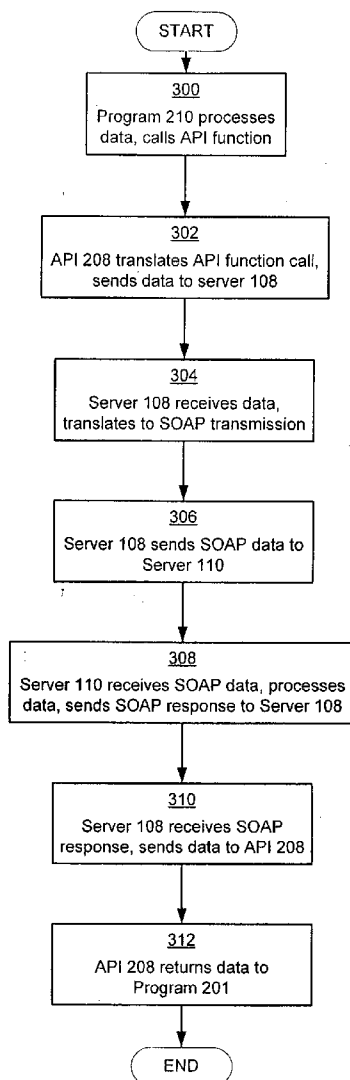 START
300
Program 210 processes
data, calls API function
302
API 208 translates API function call,
sends data to server 108
304
Server 108 receives data,
translates to SOAP transmission
306
Server 108 sends SOAP data to
Server 110
308
Server 110 receives SOAP data, processes
data, sends SOAP response to Server 108
310
Server 108 receives SOAP
response, sends data to API 208
312
API 208 returns data to
Program 201
END